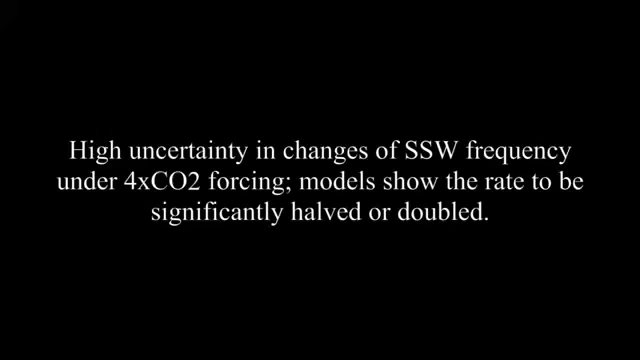 High uncertainty in changes of SSW frequency
under 4xCO2 forcing; models show the rate to be
significantly halved or doubled.